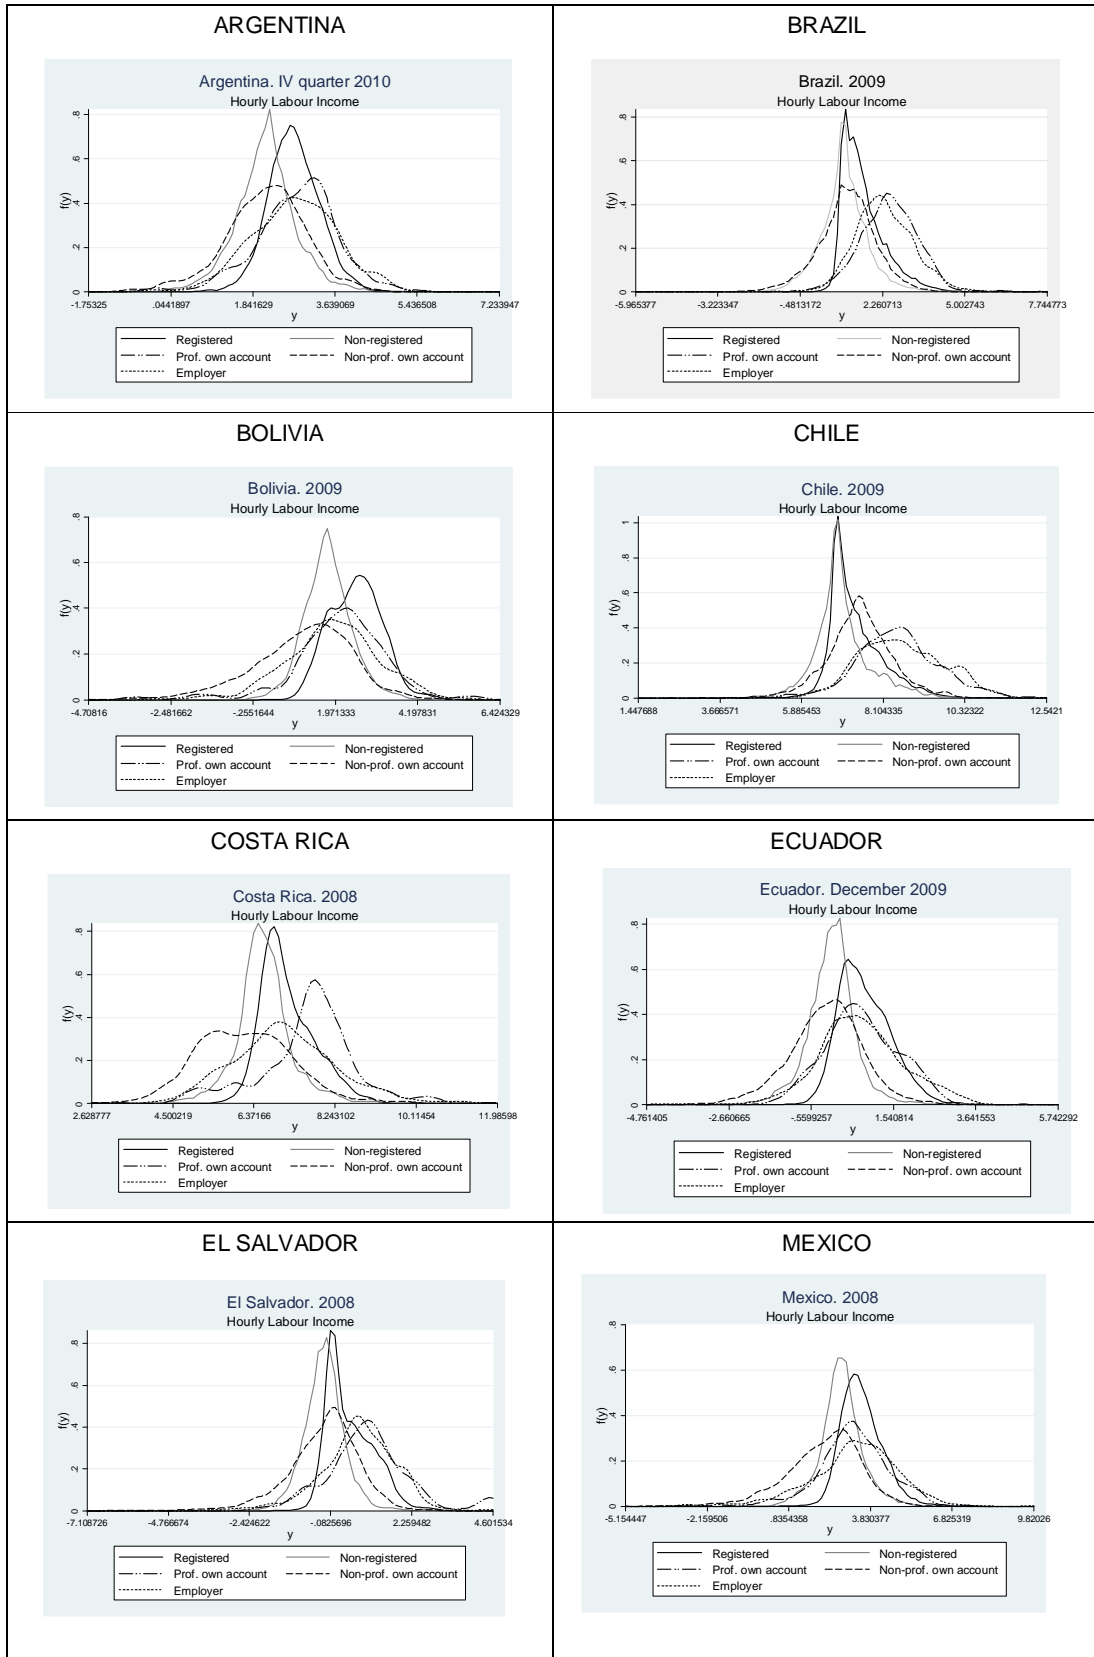 ARGENTINA
Argentina. IV quarter 2010
Hourly Labour Income
f(y)
0 .2 .4 .6 .8
-1.75325 .0441897 1.841629 3.639069 5.436508 7.233947
y
Registered Non-registered
Prof. own account Non-prof. own account
Employer
BRAZIL
Brazil. 2009
Hourly Labour Income
f(y)
0 .2 .4 .6 .8
-5.965377 -3.223347 -.4813172 2.260713 5.002743 7.744773
y
Registered Non-registered
Prof. own account Non-prof. own account
Employer
BOLIVIA
Bolivia. 2009
Hourly Labour Income
f(y)
0 .2 .4 .6 .8
-4.70816 -2.481662 -.2551644 1.971333 4.197831 6.424329
y
Registered Non-registered
Prof. own account Non-prof. own account
Employer
CHILE
Chile. 2009
Hourly Labour Income
f(y)
0 .2 .4 .6 .8 1
1.447688 3.666571 5.885453 8.104335 10.32322 12.5421
y
Registered Non-registered
Prof. own account Non-prof. own account
Employer
COSTA RICA
Costa Rica. 2008
Hourly Labour Income
f(y)
0 .2 .4 .6 .8
2.628777 4.500219 6.37166 8.243102 10.11454 11.98598
y
Registered Non-registered
Prof. own account Non-prof. own account
Employer
ECUADOR
Ecuador. December 2009
Hourly Labour Income
f(y)
0 .2 .4 .6 .8
-4.761405 -2.660665 -.5599257 1.540814 3.641553 5.742292
y
Registered Non-registered
Prof. own account Non-prof. own account
Employer
EL SALVADOR
El Salvador. 2008
Hourly Labour Income
f(y)
0 .2 .4 .6 .8
-7.108726 -4.766674 -2.424622 -.0825696 2.259482 4.601534
y
Registered Non-registered
Prof. own account Non-prof. own account
Employer
MEXICO
Mexico. 2008
Hourly Labour Income
f(y)
0 .2 .4 .6 .8
-5.154447 -2.159506 .8354358 3.830377 6.825319 9.82026
y
Registered Non-registered
Prof. own account Non-prof. own account
Employer